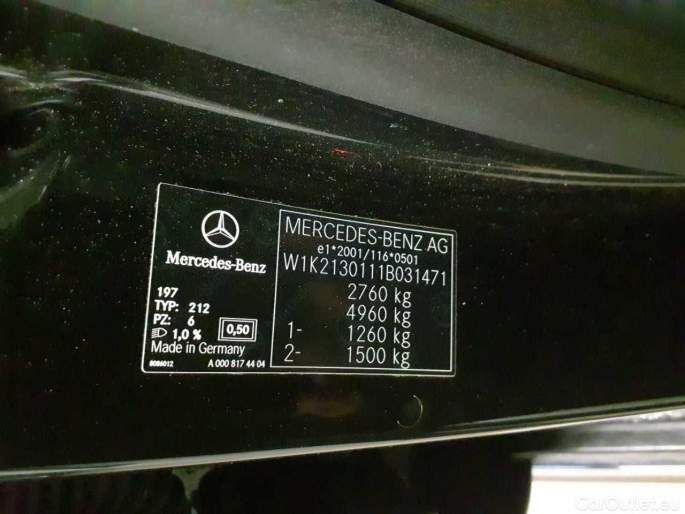 Mercedes-Benz
197
TYP: 212
PZ: 6
1,0 %
0,50
Made in Germany
A 000 817 44 04
MERCEDES-BENZ AG
e1*2001/116*0501
W1K2130111B031471
2760 kg
4960 kg
1- 1260 kg
2- 1500 kg
CarOutlet.eu